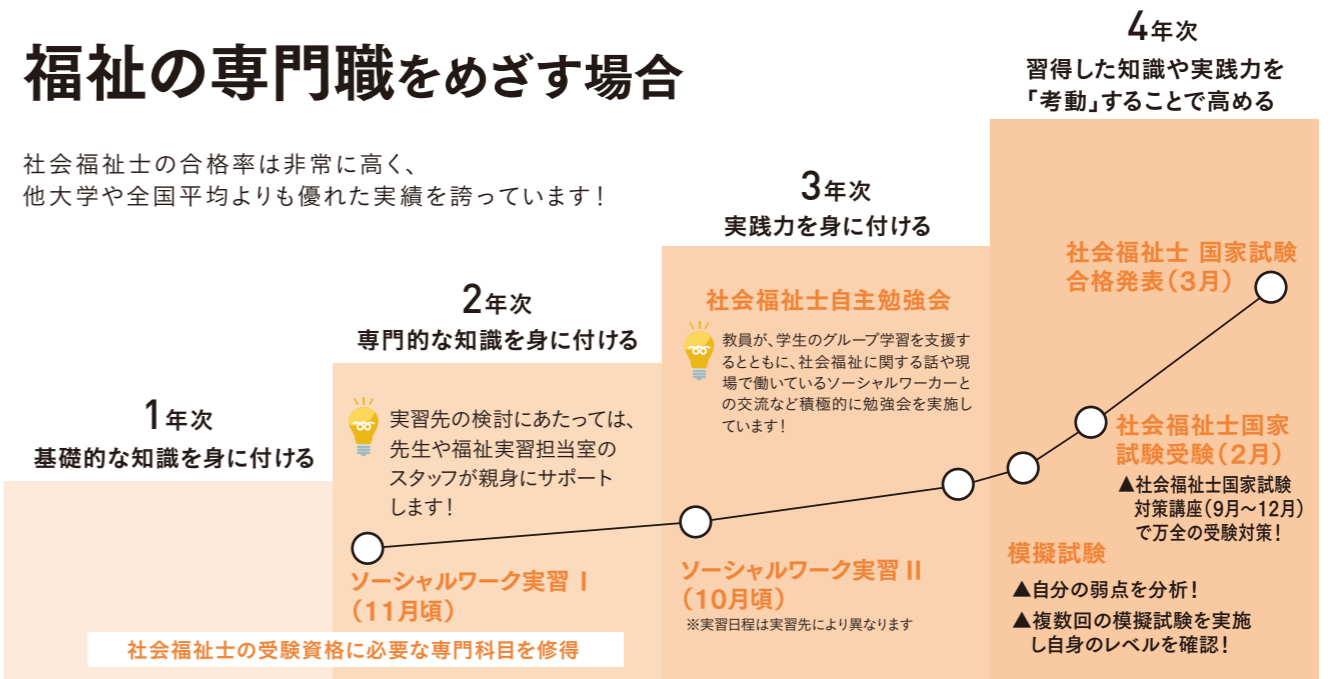 福祉の専門職をめざす場合
社会福祉士の合格率は非常に高く、
他大学や全国平均よりも優れた実績を誇っています！
1年次
基礎的な知識を身に付ける
2年次
専門的な知識を身に付ける
実習先の検討にあたっては、
先生や福祉実習担当室の
スタッフが親身にサポート
します！
ソーシャルワーク実習Ⅰ
（11月頃）
社会福祉士の受験資格に必要な専門科目を修得
3年次
実践力を身に付ける
社会福祉士自主勉強会
教員が、学生のグループ学習を支援す
るとともに、社会福祉に関する話や現
場で働いているソーシャルワーカーと
の交流など積極的に勉強会を実施し
ています！
ソーシャルワーク実習Ⅱ
（10月頃）
※実習日程は実習先により異なります
4年次
習得した知識や実践力を
「考動」することで高める
社会福祉士 国家試験
合格発表（3月）
社会福祉士国家
試験受験（2月）
▲社会福祉士国家試験
対策講座（9月～12月）
で万全の受験対策！
模擬試験
▲自分の弱点を分析！
▲複数回の模擬試験を実施
し自身のレベルを確認！